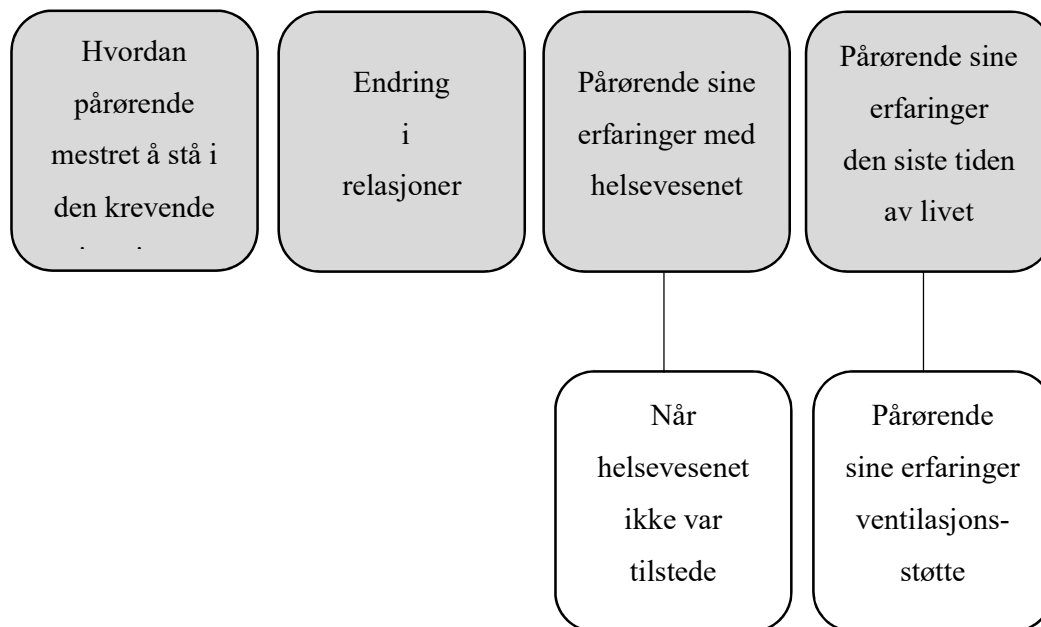 Hvordan
pårørende
mestret å stå i
den krevende
Endring
i
relasjoner
Pårørende sine
erfaringer med
helsevesenet
Pårørende sine
erfaringer
den siste tiden
av livet
Når
helsevesenet
ikke var
tilstede
Pårørende
sine erfaringer
ventilasjons-
støtte